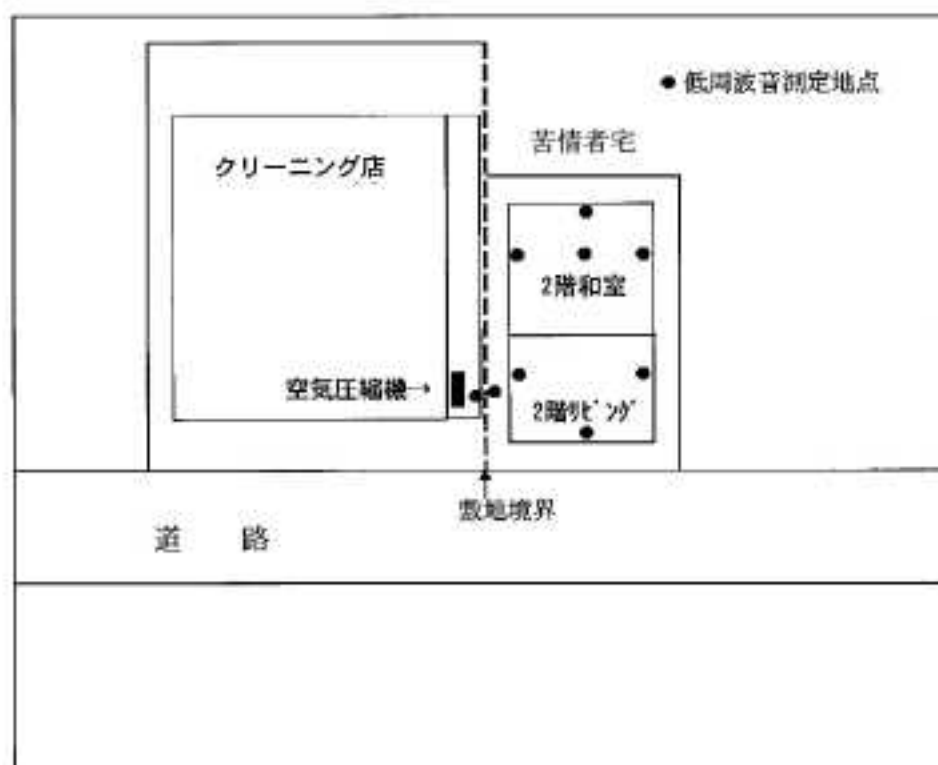 ●低周波音測定地点
苦情者宅
クリーニング店
2階和室
空気圧縮機→
2階リビング
敷地境界
道　路